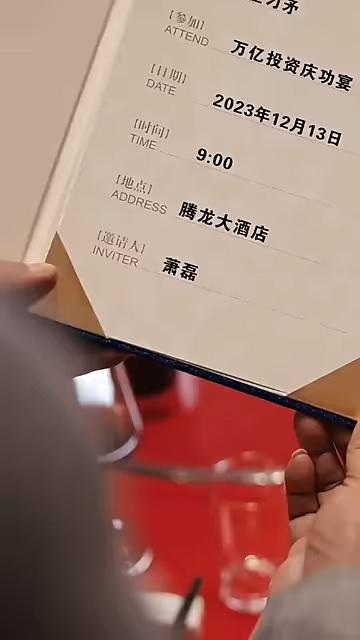 [参加]
ATTEND 万亿投资庆功宴
[日期]
DATE 2023年12月13日
[时间]
TIME 9:00
[地点]
ADDRESS 腾龙大酒店
[邀请人]
INVITER 萧磊